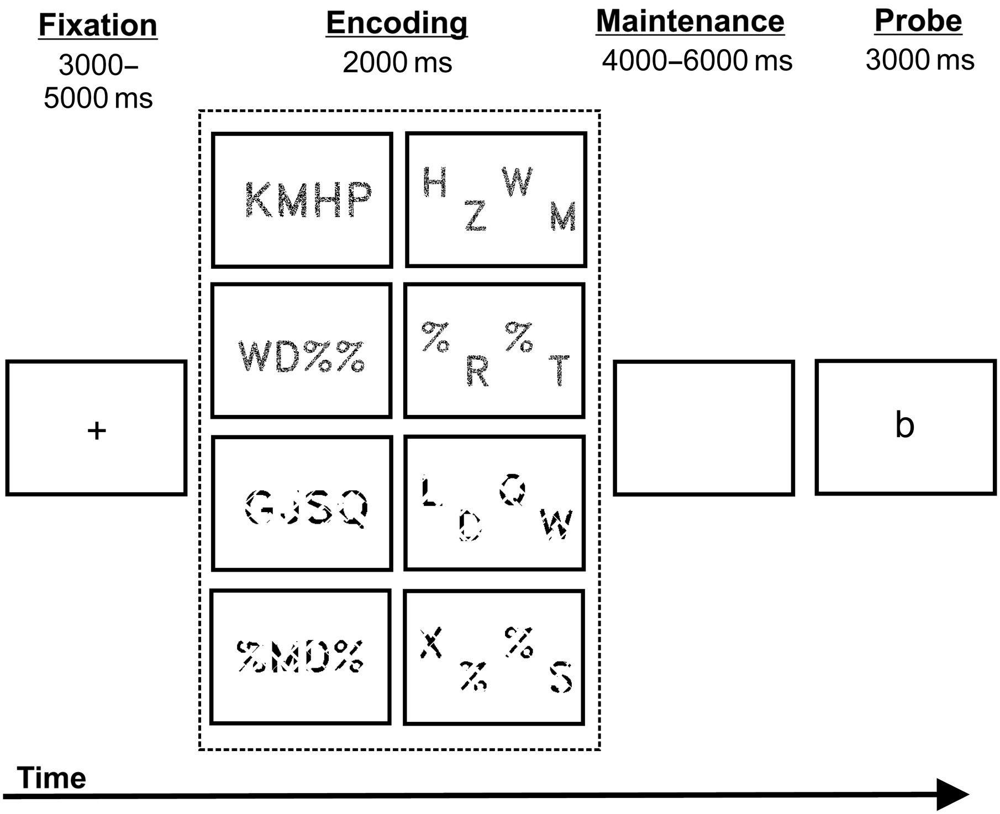 Fixation
3000–
5000 ms
Encoding
2000 ms
Maintenance
4000–6000 ms
Probe
3000 ms
KMHP
H Z W M
WD%%
% R % T
GJSQ
L D Q W
%MD%
X % % S
+
b
Time